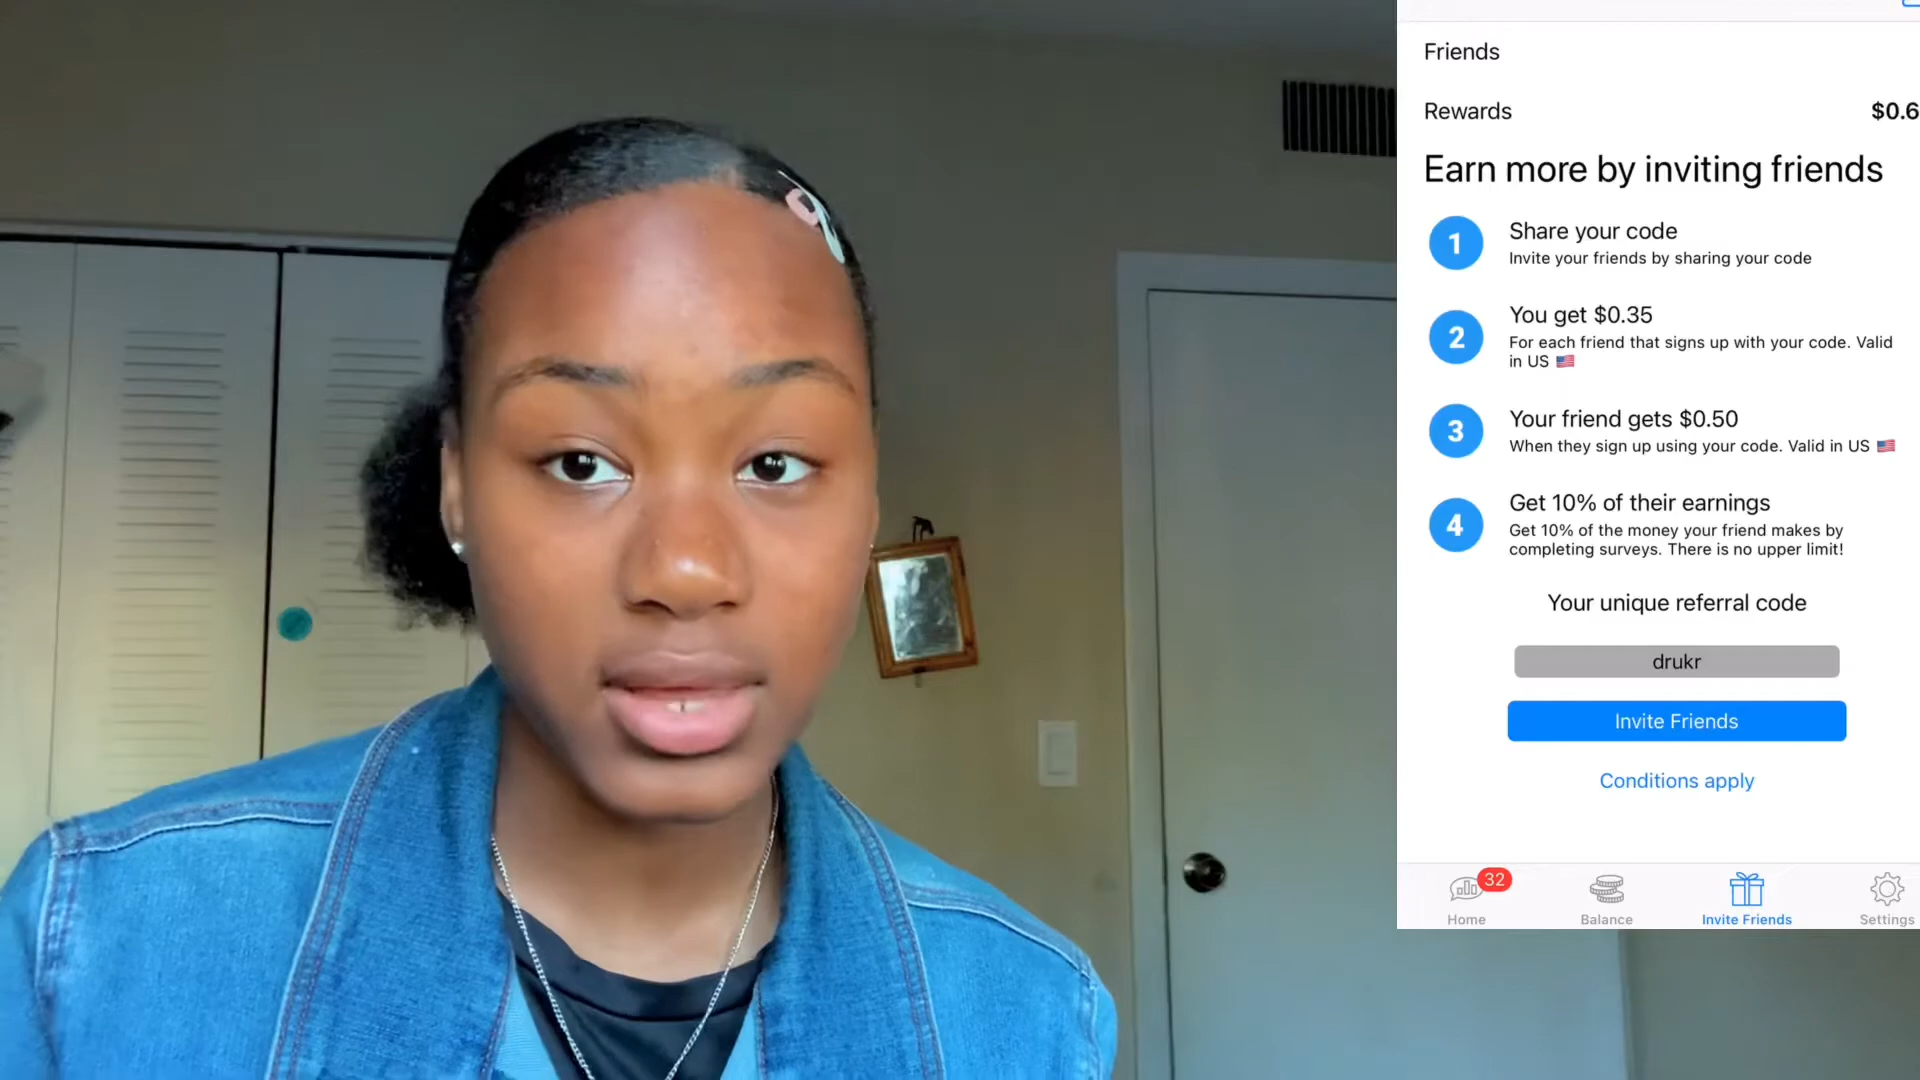 Friends
Rewards $0.6
Earn more by inviting friends
1 Share your code
Invite your friends by sharing your code
2 You get $0.35
For each friend that signs up with your code. Valid
in US
3 Your friend gets $0.50
When they sign up using your code. Valid in US
4 Get 10% of their earnings
Get 10% of the money your friend makes by
completing surveys. There is no upper limit!
Your unique referral code
drukr
Invite Friends
Conditions apply
32
Home Balance Invite Friends Settings